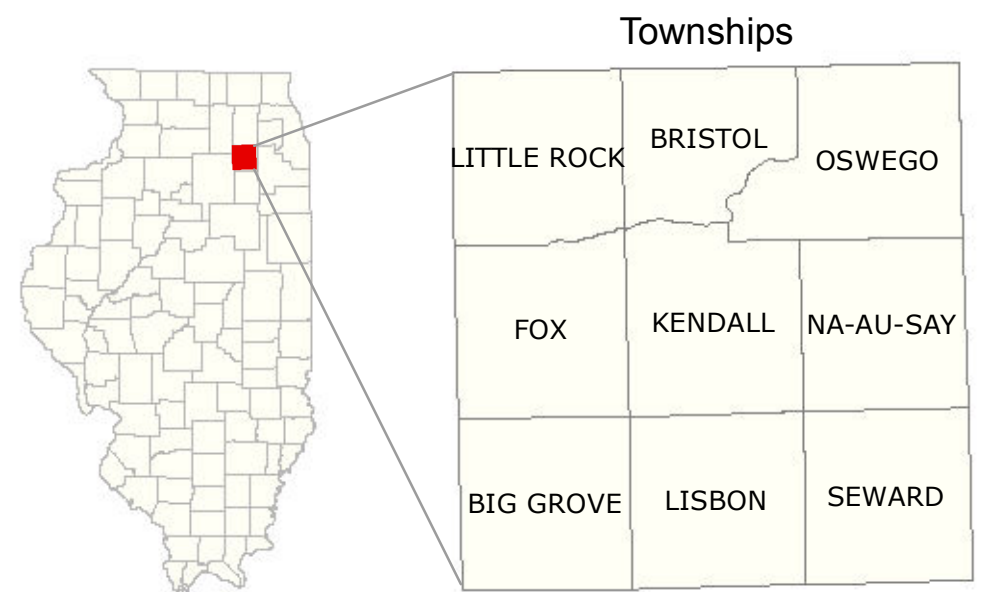 Townships
LITTLE ROCK
BRISTOL
OSWEGO
FOX
KENDALL
NA-AU-SAY
BIG GROVE
LISBON
SEWARD